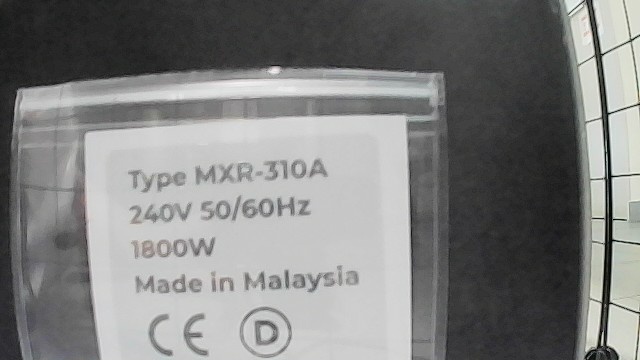 Type MXR-310A
240V 50/60Hz
1800W
Made in Malaysia
CE D